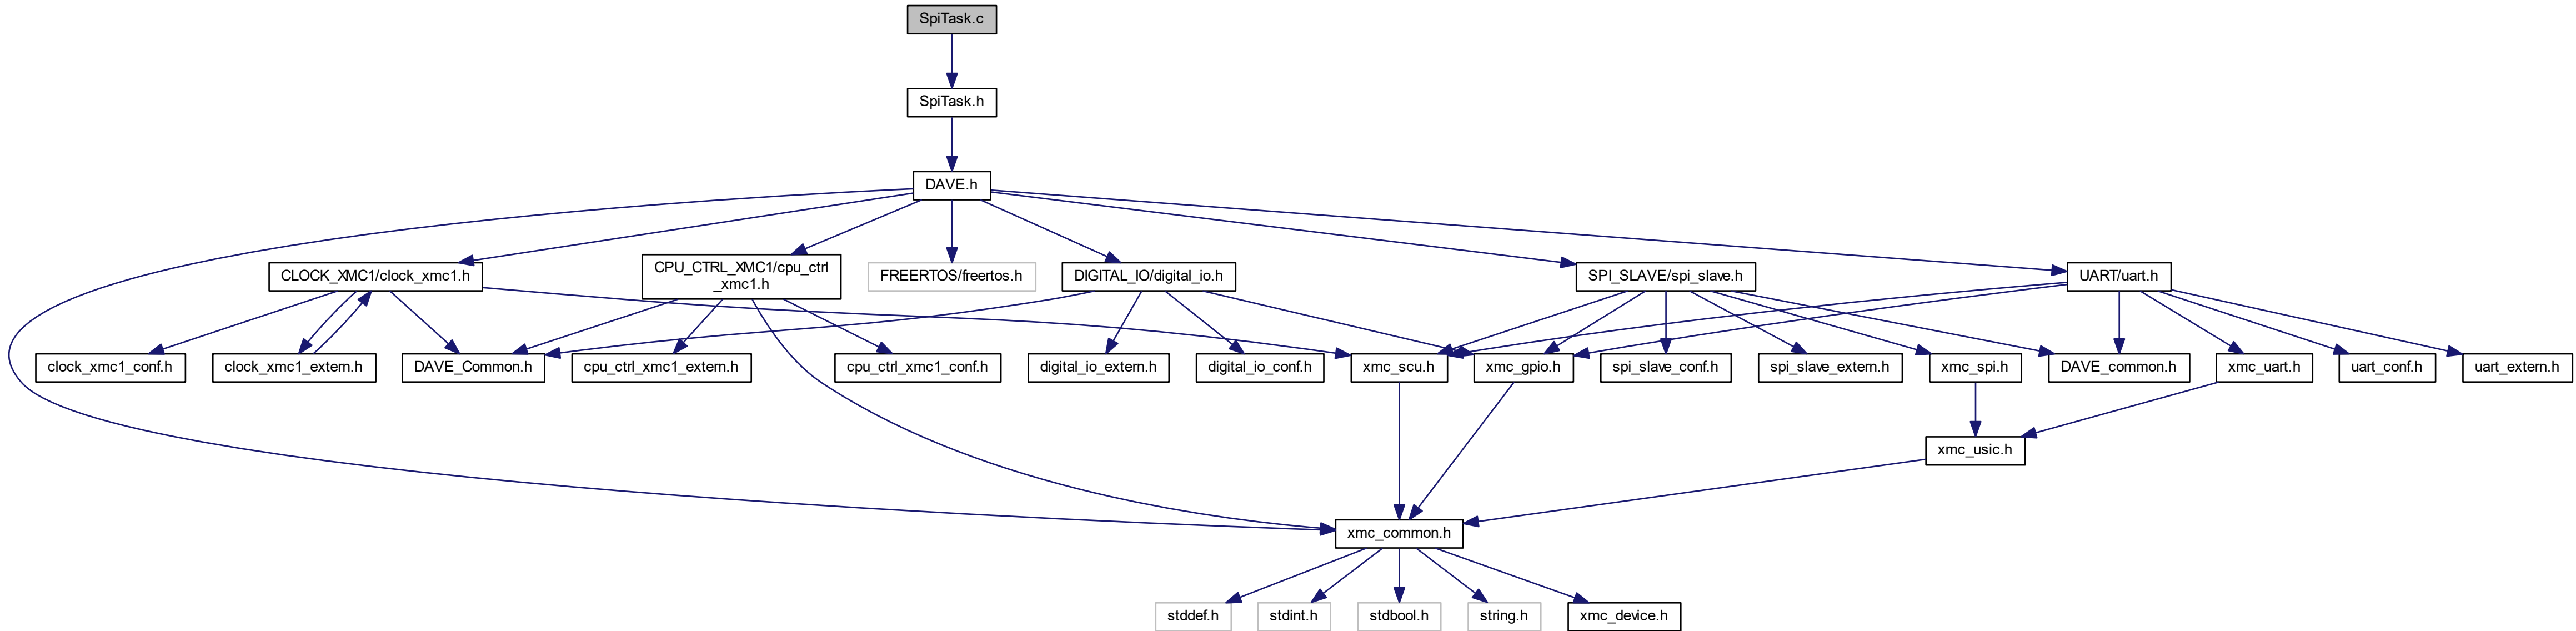 SpiTask.c
SpiTask.h
DAVE.h
CLOCK_XMC1/clock_xmc1.h
CPU_CTRL_XMC1/cpu_ctrl
_xmc1.h
FREERTOS/freertos.h
DIGITAL_IO/digital_io.h
SPI_SLAVE/spi_slave.h
UART/uart.h
clock_xmc1_conf.h
clock_xmc1_extern.h
DAVE_Common.h
cpu_ctrl_xmc1_extern.h
cpu_ctrl_xmc1_conf.h
digital_io_extern.h
digital_io_conf.h
xmc_scu.h
xmc_gpio.h
spi_slave_conf.h
spi_slave_extern.h
xmc_spi.h
DAVE_common.h
xmc_uart.h
uart_conf.h
uart_extern.h
xmc_usic.h
xmc_common.h
stddef.h
stdint.h
stdbool.h
string.h
xmc_device.h